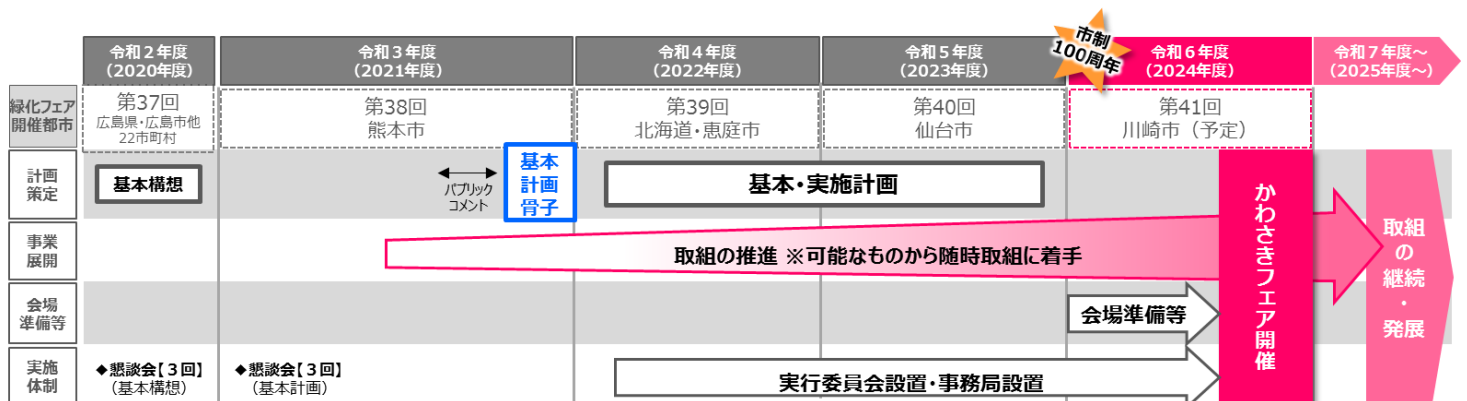 令和２年度
（2020年度）
令和３年度
（2021年度）
令和４年度
（2022年度）
令和５年度
（2023年度）
市制
100周年
令和６年度
（2024年度）
令和７年度～
（2025年度～）
緑化フェア
開催都市
第37回
広島県・広島市他
22市町村
第38回
熊本市
第39回
北海道・恵庭市
第40回
仙台市
第41回
川崎市（予定）
計画
策定
基本構想
パブリック
コメント
基本
計画
骨子
基本・実施計画
かわさきフェア開催
事業
展開
取組の推進 ※可能なものから随時取組に着手
取組
の
継続
・
発展
会場
準備等
会場準備等
実施
体制
◆懇談会【３回】
（基本構想）
◆懇談会【３回】
（基本計画）
実行委員会設置・事務局設置